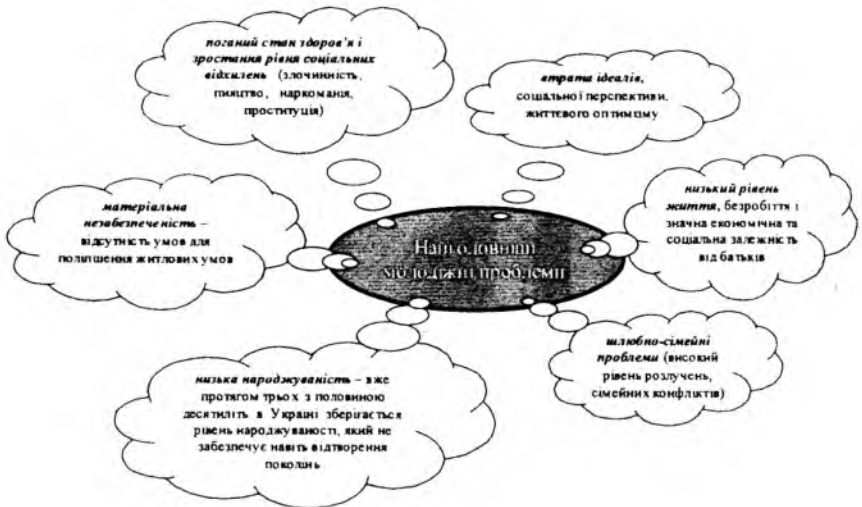 поганий стан здоров'я і
зростання рівня соціальних
відхилень (злочинність,
пияцтво, наркоманія,
проституція)
втрата ідеалів,
соціальної перспективи,
життєвого оптимізму
матеріальна
незабезпеченість –
відсутність умов для
поліпшення житлових умов
Найголовніші
молодіжні проблеми
низький рівень
життя, безробіття і
значна економічна та
соціальна залежність
від батьків
низька народжуваність – вже
протягом трьох з половиною
десятиліть в Україні зберігається
рівень народжуваності, який не
забезпечує навіть відтворення
поколінь
шлюбно-сімейні
проблеми (високий
рівень розлучень,
сімейних конфліктів)